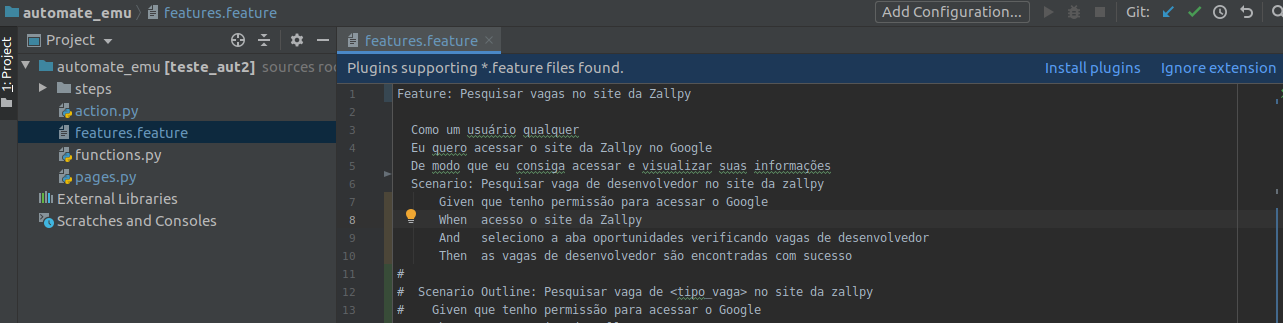 automate_emu
features.feature
Add Configuration...
Git:
1: Project
Project
features.feature
automate_emu [teste_aut2] sources
steps
action.py
features.feature
functions.py
pages.py
External Libraries
Scratches and Consoles
Plugins supporting *.feature files found.
Install plugins
Ignore extension
1 Feature: Pesquisar vagas no site da Zallpy
2
3 Como um usuário qualquer
4 Eu quero acessar o site da Zallpy no Google
5 De modo que eu consiga acessar e visualizar suas informações
6 Scenario: Pesquisar vaga de desenvolvedor no site da zallpy
7 Given que tenho permissão para acessar o Google
8 When acesso o site da Zallpy
9 And seleciono a aba oportunidades verificando vagas de desenvolvedor
10 Then as vagas de desenvolvedor são encontradas com sucesso
11 #
12 # Scenario Outline: Pesquisar vaga de <tipo_vaga> no site da zallpy
13 # Given que tenho permissão para acessar o Google